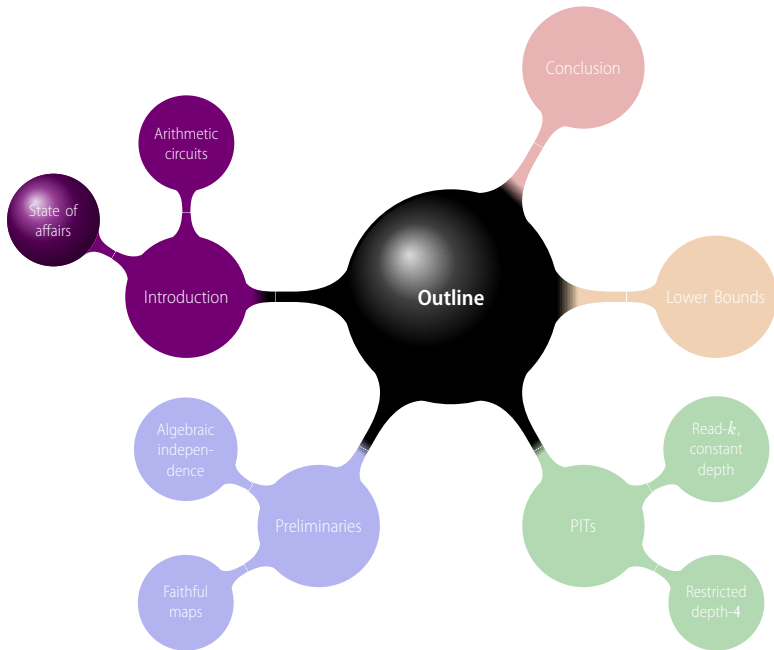 Conclusion
Arithmetic
circuits
State of
affairs
Introduction
Outline
Lower Bounds
Algebraic
indepen-
dence
Preliminaries
Faithful
maps
PITs
Read-k,
constant
depth
Restricted
depth-4